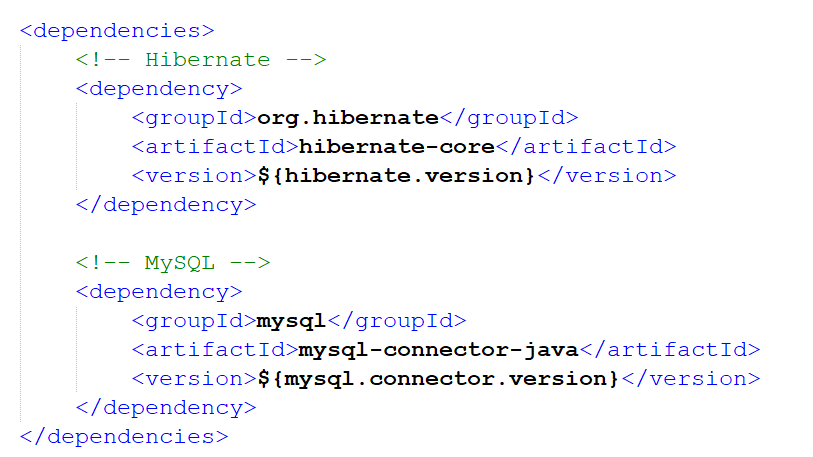 <dependencies>
    <!-- Hibernate -->
    <dependency>
        <groupId>org.hibernate</groupId>
        <artifactId>hibernate-core</artifactId>
        <version>${hibernate.version}</version>
    </dependency>

    <!-- MySQL -->
    <dependency>
        <groupId>mysql</groupId>
        <artifactId>mysql-connector-java</artifactId>
        <version>${mysql.connector.version}</version>
    </dependency>
</dependencies>